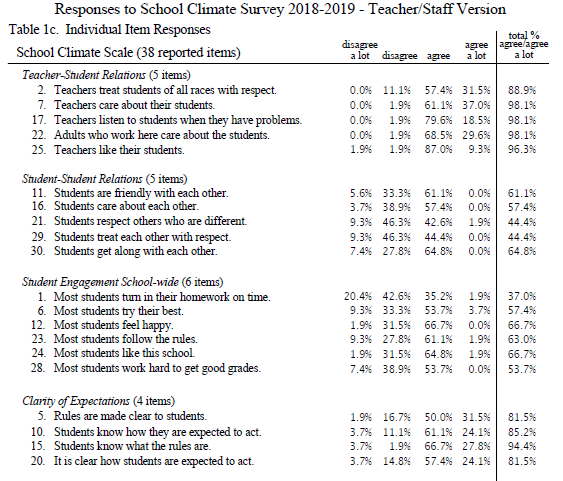 Responses to School Climate Survey 2018-2019 - Teacher/Staff Version
Table 1c. Individual Item Responses
School Climate Scale (38 reported items) disagree a lot disagree agree agree a lot total % agree/agree a lot
Teacher-Student Relations (5 items)
2. Teachers treat students of all races with respect. 0.0% 11.1% 57.4% 31.5% 88.9%
7. Teachers care about their students. 0.0% 1.9% 61.1% 37.0% 98.1%
17. Teachers listen to students when they have problems. 0.0% 1.9% 79.6% 18.5% 98.1%
22. Adults who work here care about the students. 0.0% 1.9% 68.5% 29.6% 98.1%
25. Teachers like their students. 1.9% 1.9% 87.0% 9.3% 96.3%
Student-Student Relations (5 items)
11. Students are friendly with each other. 5.6% 33.3% 61.1% 0.0% 61.1%
16. Students care about each other. 3.7% 38.9% 57.4% 0.0% 57.4%
21. Students respect others who are different. 9.3% 46.3% 42.6% 1.9% 44.4%
29. Students treat each other with respect. 9.3% 46.3% 44.4% 0.0% 44.4%
30. Students get along with each other. 7.4% 27.8% 64.8% 0.0% 64.8%
Student Engagement School-wide (6 items)
1. Most students turn in their homework on time. 20.4% 42.6% 35.2% 1.9% 37.0%
6. Most students try their best. 9.3% 33.3% 53.7% 3.7% 57.4%
12. Most students feel happy. 1.9% 31.5% 66.7% 0.0% 66.7%
23. Most students follow the rules. 9.3% 27.8% 61.1% 1.9% 63.0%
24. Most students like this school. 1.9% 31.5% 64.8% 1.9% 66.7%
28. Most students work hard to get good grades. 7.4% 38.9% 53.7% 0.0% 53.7%
Clarity of Expectations (4 items)
5. Rules are made clear to students. 1.9% 16.7% 50.0% 31.5% 81.5%
10. Students know how they are expected to act. 3.7% 11.1% 61.1% 24.1% 85.2%
15. Students know what the rules are. 3.7% 1.9% 66.7% 27.8% 94.4%
20. It is clear how students are expected to act. 3.7% 14.8% 57.4% 24.1% 81.5%